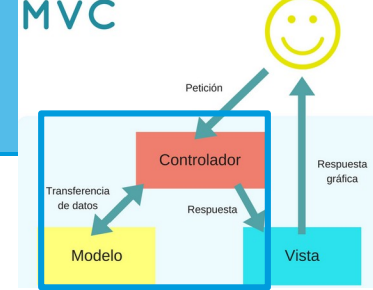 MVC
Petición
Controlador
Transferencia
de datos
Respuesta
Respuesta
gráfica
Modelo
Vista